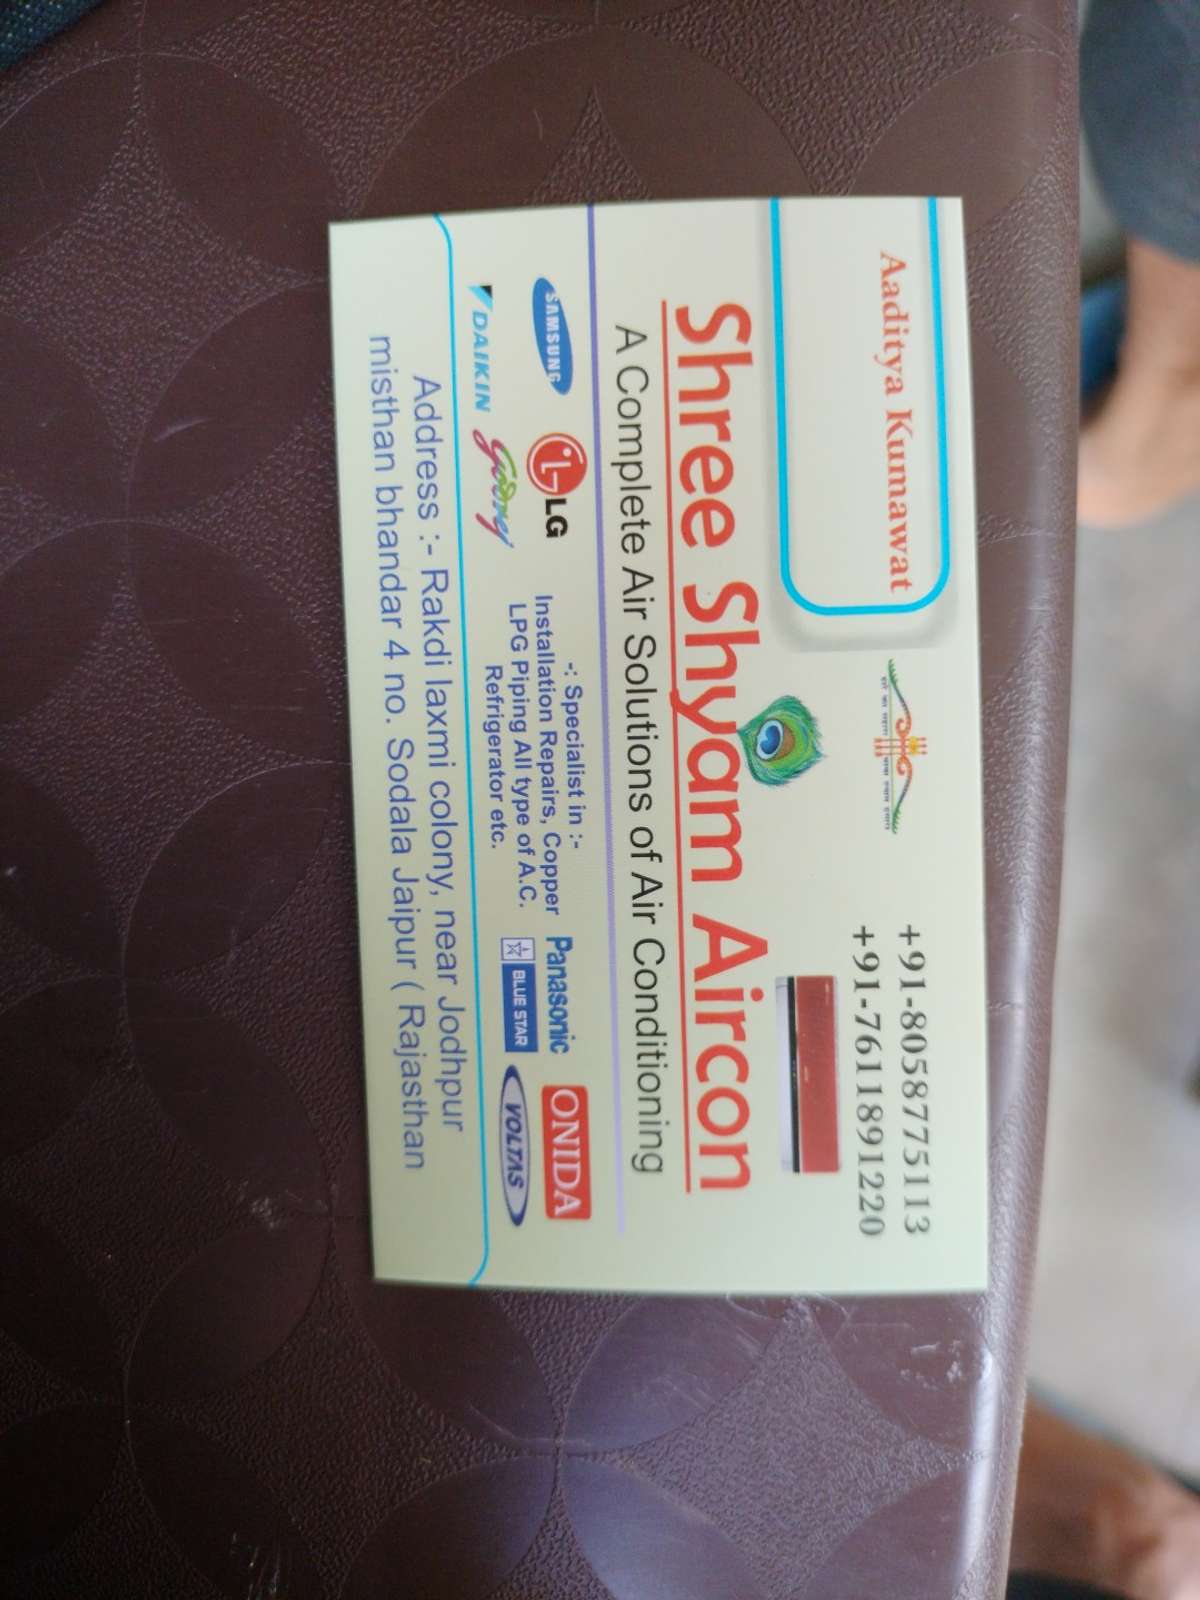 Aaditya Kumawat
+91-8058775113
+91-7611891220
Shree Shyam Aircon
A Complete Air Solutions of Air Conditioning
SAMSUNG
LG
DAIKIN
Godrej
-: Specialist in :-
Installation Repairs, Copper
LPG Piping All type of A.C.
Refrigerator etc.
Panasonic
ONIDA
BLUE STAR
VOLTAS
Address :- Rakdi laxmi colony, near Jodhpur
misthan bhandar 4 no. Sodala Jaipur ( Rajasthan